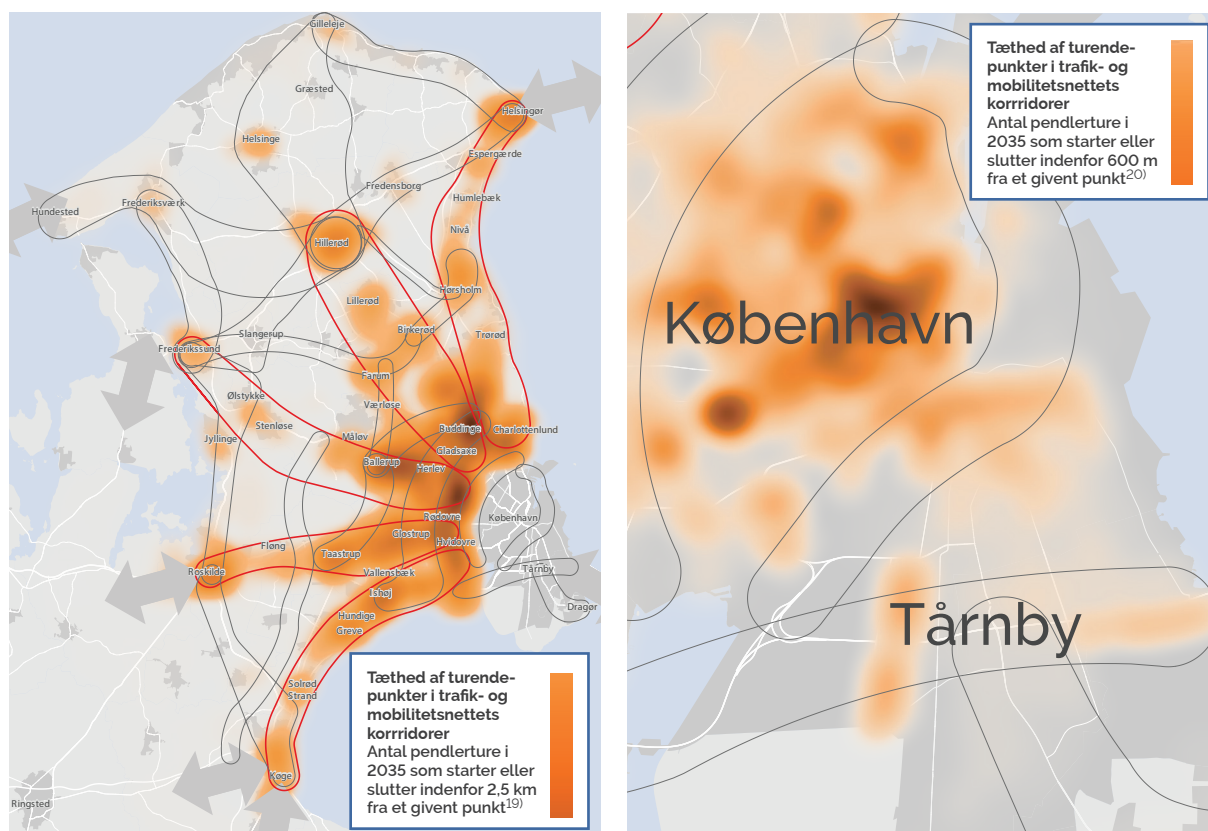 Gilleleje
Græsted
Helsingør
Helsinge
Espergærde
Fredensborg
Humlebæk
Frederiksværk
Hundested
Nivå
Hillerød
Hørsholm
Lillerød
Birkerød
Trørød
Slangerup
Frederikssund
Farum
Ølstykke
Værløse
Stenløse
Buddinge
Charlottenlund
Jyllinge
Måløv
Gladsaxe
Ballerup
Herlev
Rødovre
København
Glostrup
Hvidovre
Fløng
Taastrup
Roskilde
Vallensbæk
Tårnby
Ishøj
Dragør
Hundige
Greve
Solrød
Strand
Køge
Ringsted
Tæthed af turende-
punkter i trafik- og
mobilitetsnettets
korrridorer
Antal pendlerture i
2035 som starter eller
slutter indenfor 2,5 km
fra et givent punkt19)
Tæthed af turende-
punkter i trafik- og
mobilitetsnettets
korrridorer
Antal pendlerture i
2035 som starter eller
slutter indenfor 600 m
fra et givent punkt20)
København
Tårnby